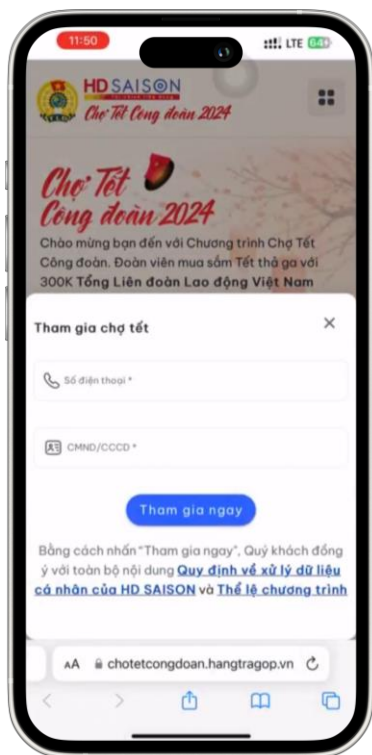 11:50
LTE 64
HD SAISON
Chợ Tết Công đoàn 2024
Chợ Tết
Công đoàn 2024
Chào mừng bạn đến với Chương trình Chợ Tết
Công đoàn. Đoàn viên mua sắm Tết thả ga với
300K Tổng Liên đoàn Lao động Việt Nam
Tham gia chợ tết
Số điện thoại *
CMND/CCCD *
Tham gia ngay
Bằng cách nhấn "Tham gia ngay", Quý khách đồng
ý với toàn bộ nội dung Quy định về xử lý dữ liệu
cá nhân của HD SAISON và Thể lệ chương trình
AA chotetcongdoan.hangtragop.vn